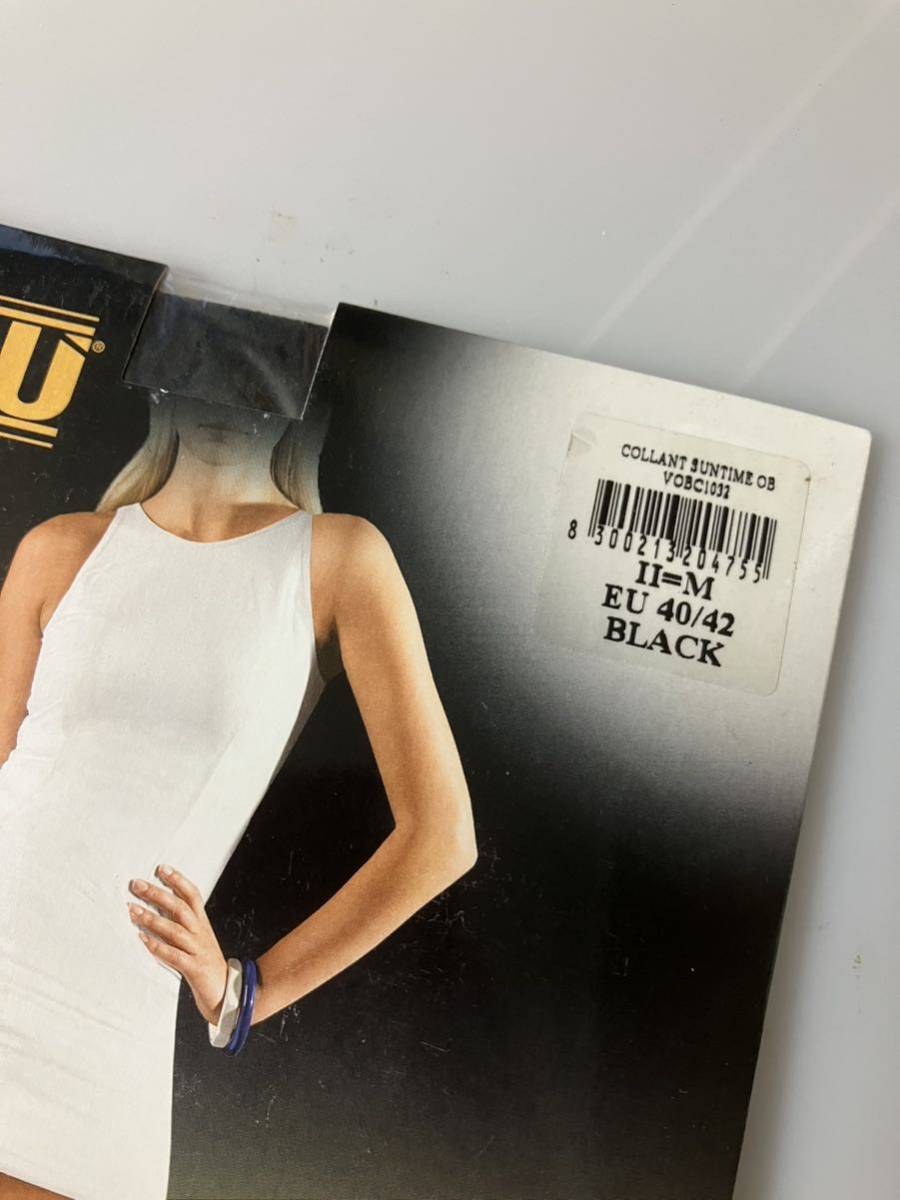 Ù®
COLLANT SUNTIME OB
VOBC1032
8 300213 204755
II=M
EU 40/42
BLACK